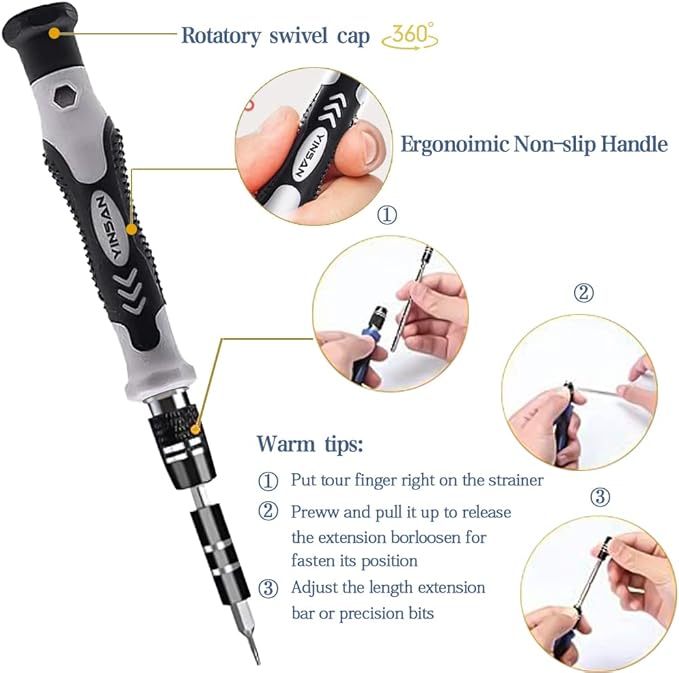 Rotatory swivel cap 360°
YINSAN
Ergonoimic Non-slip Handle
YINSAN
①
②
Warm tips:
① Put tour finger right on the strainer
② Preww and pull it up to release
the extension borloosen for
fasten its position
③
③ Adjust the length extension
bar or precision bits